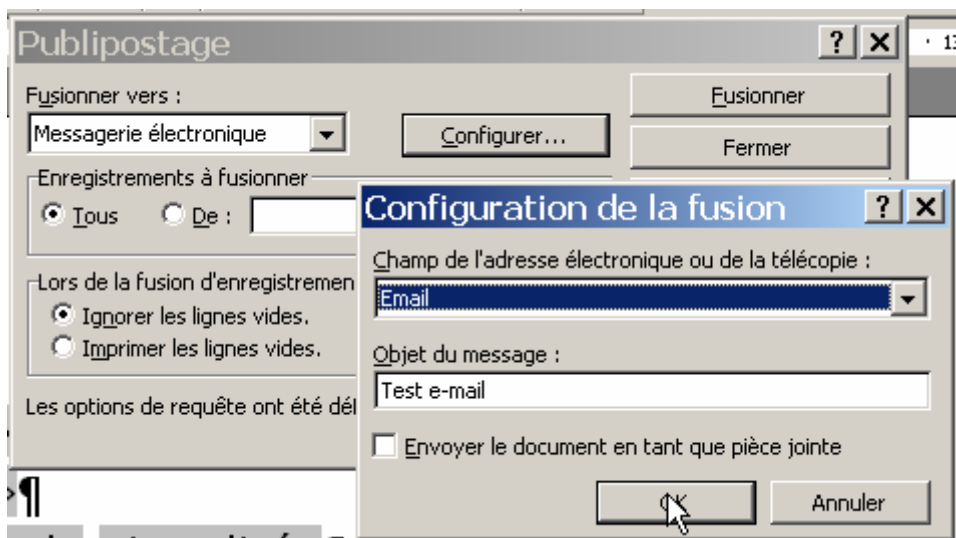 Publipostage
· 13
Fusionner vers :
Messagerie électronique
Configurer...
Fusionner
Fermer
Enregistrements à fusionner
Tous
De :
Lors de la fusion d'enregistremen
Ignorer les lignes vides.
Imprimer les lignes vides.
Les options de requête ont été dél
Configuration de la fusion
Champ de l'adresse électronique ou de la télécopie :
Email
Objet du message :
Test e-mail
Envoyer le document en tant que pièce jointe
OK
Annuler
¶